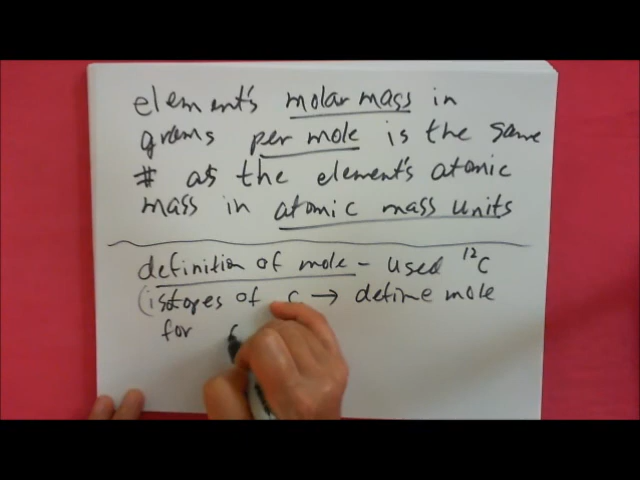 element's molar mass in
grams per mole is the same
# as the element's atomic
mass in atomic mass units
definition of mole - used ¹²C
(isotopes of C → define mole
for